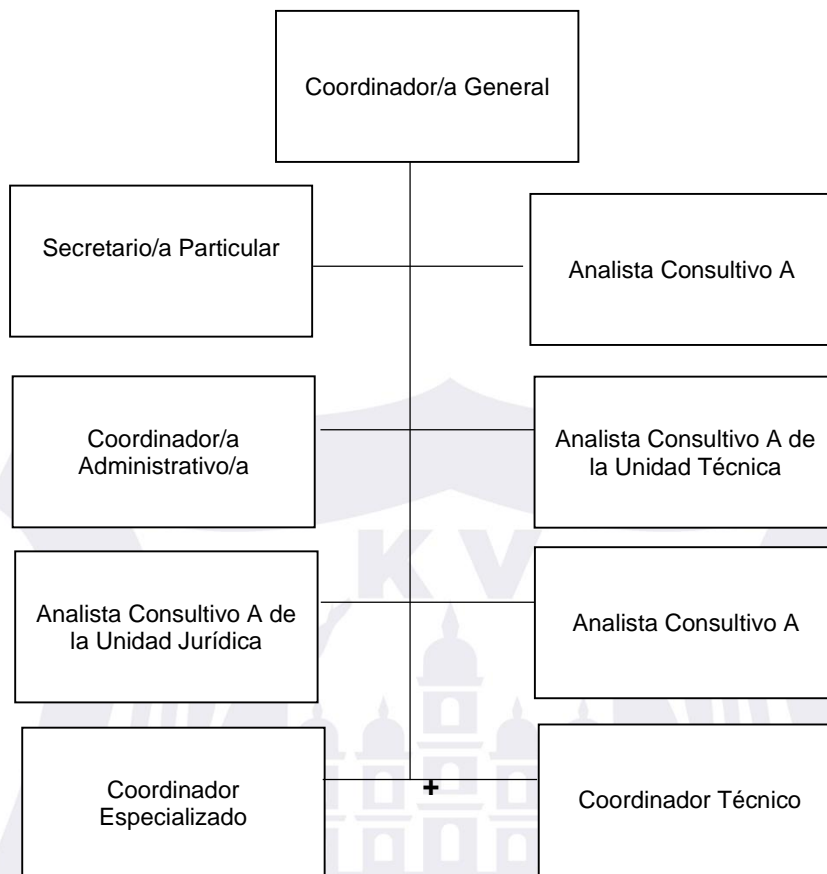 Coordinador/a General
Secretario/a Particular
Analista Consultivo A
Coordinador/a
Administrativo/a
Analista Consultivo A de
la Unidad Técnica
KV
Analista Consultivo A de
la Unidad Jurídica
Analista Consultivo A
Coordinador
Especializado
+
Coordinador Técnico